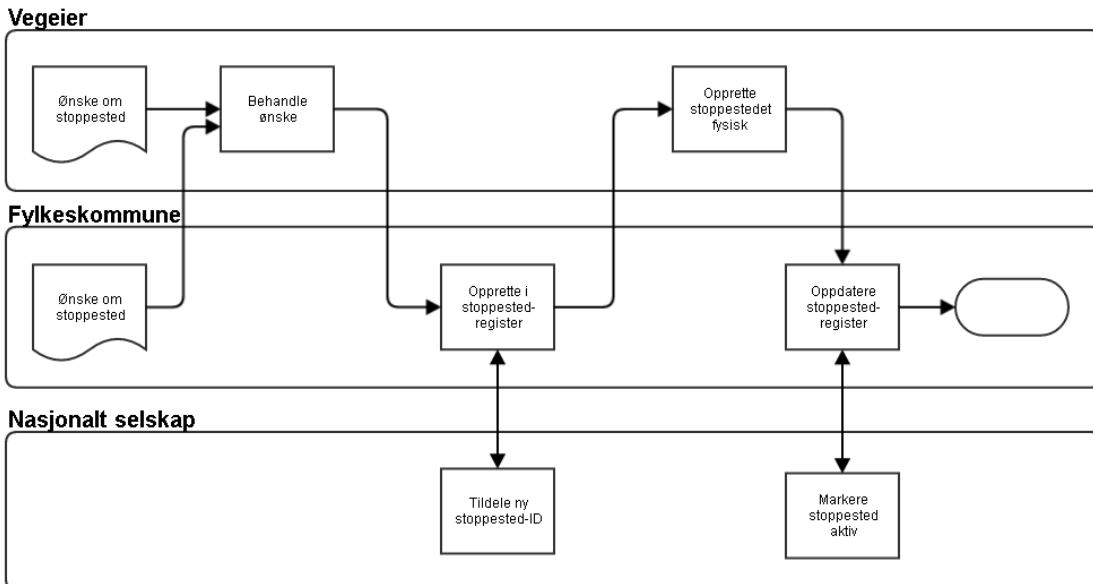 Vegeier
Ønske om
stoppested
Behandle
ønske
Opprette
stoppestedet
fysisk
Fylkeskommune
Ønske om
stoppested
Opprette i
stoppested-
register
Oppdatere
stoppested-
register
Nasjonalt selskap
Tildele ny
stoppested-ID
Markere
stoppested
aktiv